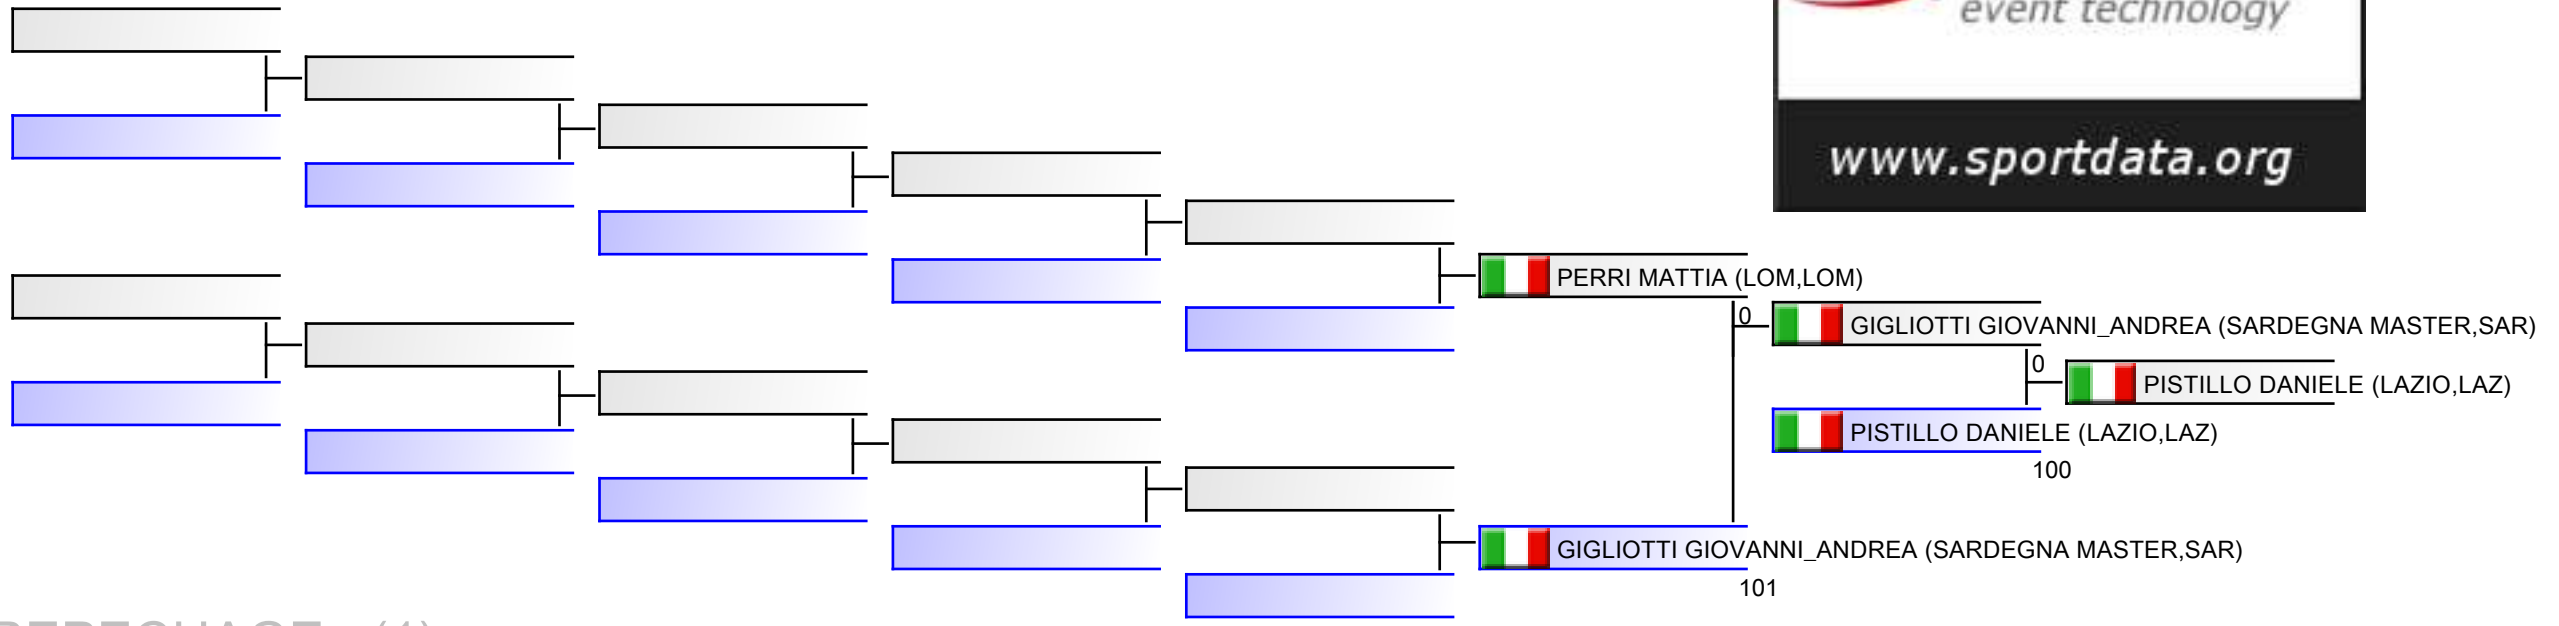 event technology
www.sportdata.org
PERRI MATTIA (LOM,LOM)
0
GIGLIOTTI GIOVANNI_ANDREA (SARDEGNA MASTER,SAR)
0
PISTILLO DANIELE (LAZIO,LAZ)
PISTILLO DANIELE (LAZIO,LAZ)
100
GIGLIOTTI GIOVANNI_ANDREA (SARDEGNA MASTER,SAR)
101